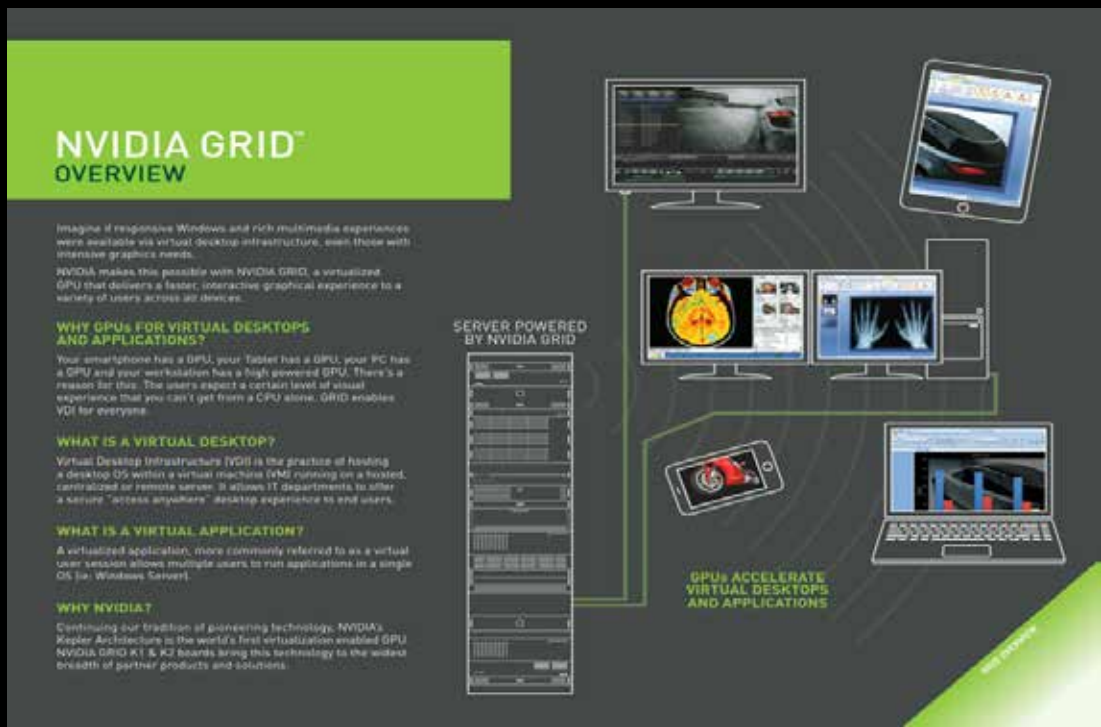 NVIDIA GRID™
OVERVIEW
Imagine if responsive Windows and rich multimedia experiences
were available via virtual desktop infrastructure, even those with
intensive graphics needs.
NVIDIA makes this possible with NVIDIA GRID, a virtualized
GPU that delivers a faster, interactive graphical experience to a
variety of users across all devices.
WHY GPUs FOR VIRTUAL DESKTOPS
AND APPLICATIONS?
Your smartphone has a GPU, your Tablet has a GPU, your PC has
a GPU and your workstation has a high powered GPU. There's a
reason for this. The users expect a certain level of visual
experience that you can't get from a CPU alone. GRID enables
VDI for everyone.
WHAT IS A VIRTUAL DESKTOP?
Virtual Desktop Infrastructure (VDI) is the practice of hosting
a desktop OS within a virtual machine (VM) running on a hosted,
centralized or remote server. It allows IT departments to offer
a secure "access anywhere" desktop experience to end users.
WHAT IS A VIRTUAL APPLICATION?
A virtualized application, more commonly referred to as a virtual
user session allows multiple users to run applications in a single
OS (ie: Windows Server).
WHY NVIDIA?
Continuing our tradition of pioneering technology, NVIDIA's
Kepler Architecture is the world's first virtualization enabled GPU
NVIDIA GRID K1 & K2 boards bring this technology to the widest
breadth of partner products and solutions.
SERVER POWERED
BY NVIDIA GRID
GPUs ACCELERATE
VIRTUAL DESKTOPS
AND APPLICATIONS
OVERVIEW